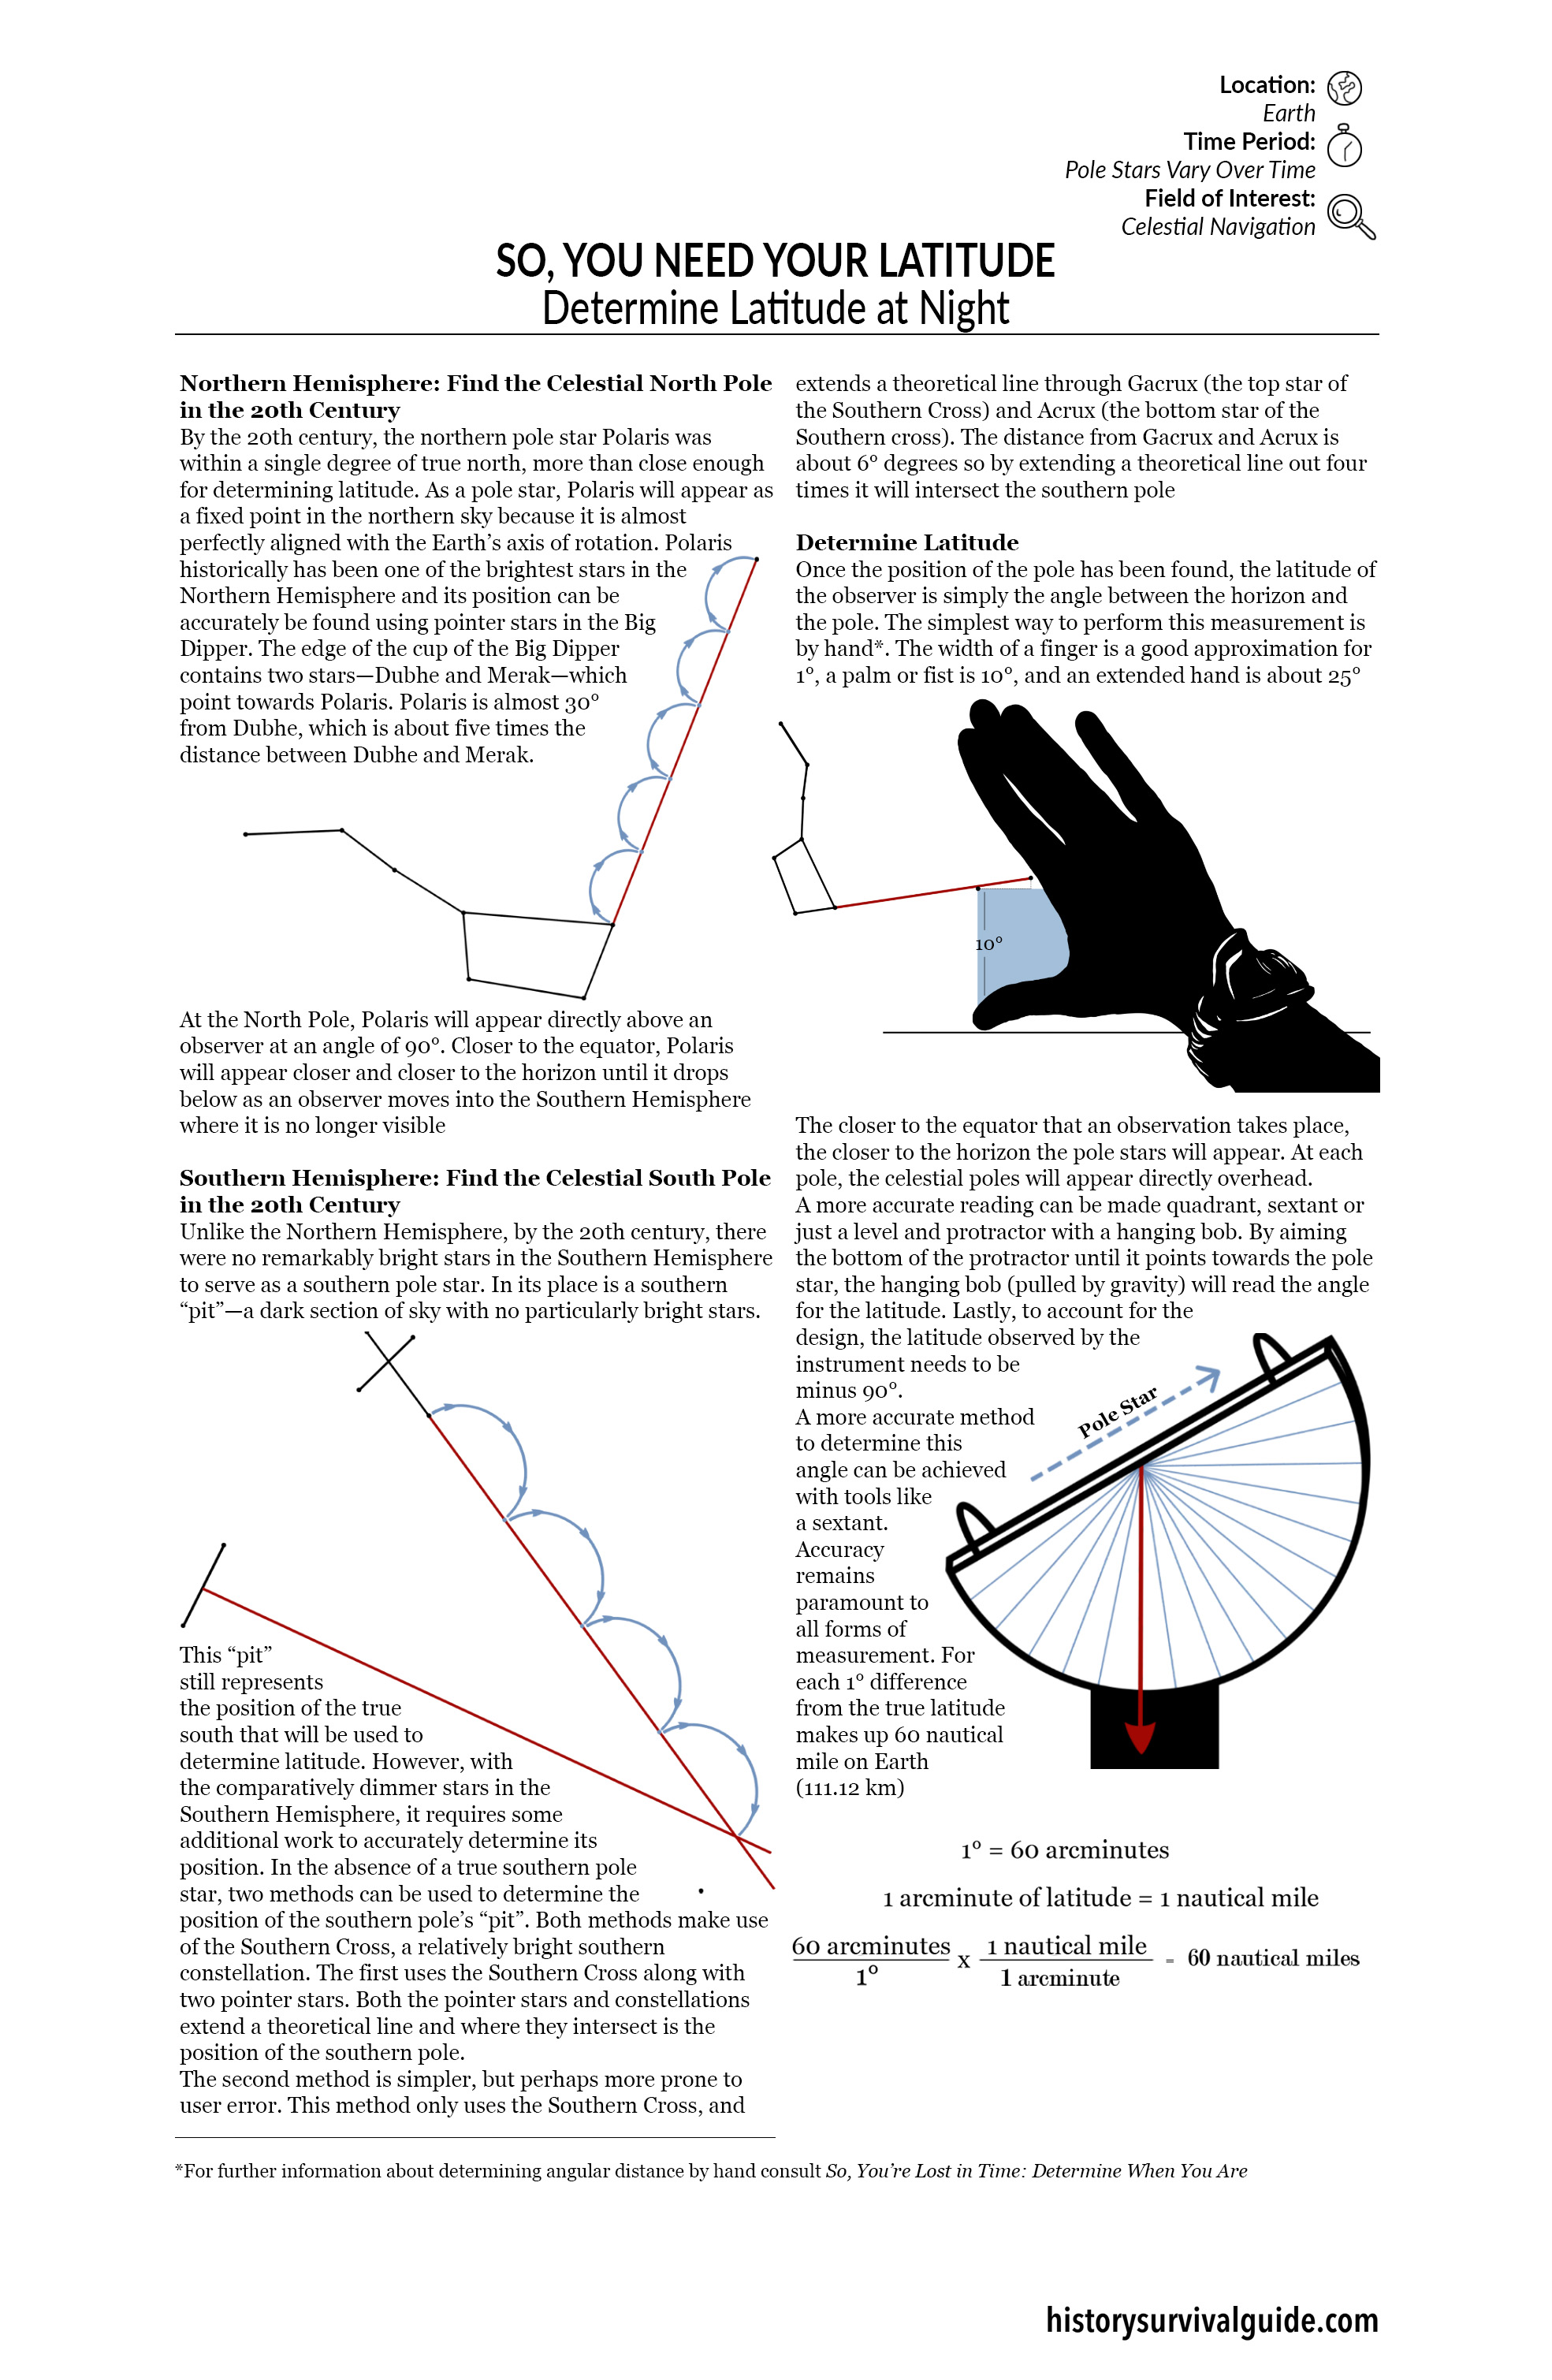 Location:
Earth
Time Period:
Pole Stars Vary Over Time
Field of Interest:
Celestial Navigation
SO, YOU NEED YOUR LATITUDE
Determine Latitude at Night
Northern Hemisphere: Find the Celestial North Pole
in the 20th Century
By the 20th century, the northern pole star Polaris was
within a single degree of true north, more than close enough
for determining latitude. As a pole star, Polaris will appear as
a fixed point in the northern sky because it is almost
perfectly aligned with the Earth’s axis of rotation. Polaris
historically has been one of the brightest stars in the
Northern Hemisphere and its position can be
accurately be found using pointer stars in the Big
Dipper. The edge of the cup of the Big Dipper
contains two stars—Dubhe and Merak—which
point towards Polaris. Polaris is almost 30°
from Dubhe, which is about five times the
distance between Dubhe and Merak.
At the North Pole, Polaris will appear directly above an
observer at an angle of 90°. Closer to the equator, Polaris
will appear closer and closer to the horizon until it drops
below as an observer moves into the Southern Hemisphere
where it is no longer visible
Southern Hemisphere: Find the Celestial South Pole
in the 20th Century
Unlike the Northern Hemisphere, by the 20th century, there
were no remarkably bright stars in the Southern Hemisphere
to serve as a southern pole star. In its place is a southern
“pit”—a dark section of sky with no particularly bright stars.
This “pit”
still represents
the position of the true
south that will be used to
determine latitude. However, with
the comparatively dimmer stars in the
Southern Hemisphere, it requires some
additional work to accurately determine its
position. In the absence of a true southern pole
star, two methods can be used to determine the
position of the southern pole’s “pit”. Both methods make use
of the Southern Cross, a relatively bright southern
constellation. The first uses the Southern Cross along with
two pointer stars. Both the pointer stars and constellations
extend a theoretical line and where they intersect is the
position of the southern pole.
The second method is simpler, but perhaps more prone to
user error. This method only uses the Southern Cross, and
extends a theoretical line through Gacrux (the top star of
the Southern Cross) and Acrux (the bottom star of the
Southern cross). The distance from Gacrux and Acrux is
about 6° degrees so by extending a theoretical line out four
times it will intersect the southern pole
Determine Latitude
Once the position of the pole has been found, the latitude of
the observer is simply the angle between the horizon and
the pole. The simplest way to perform this measurement is
by hand*. The width of a finger is a good approximation for
1°, a palm or fist is 10°, and an extended hand is about 25°
10°
The closer to the equator that an observation takes place,
the closer to the horizon the pole stars will appear. At each
pole, the celestial poles will appear directly overhead.
A more accurate reading can be made quadrant, sextant or
just a level and protractor with a hanging bob. By aiming
the bottom of the protractor until it points towards the pole
star, the hanging bob (pulled by gravity) will read the angle
for the latitude. Lastly, to account for the
design, the latitude observed by the
instrument needs to be
minus 90°.
A more accurate method
to determine this
angle can be achieved
with tools like
a sextant.
Accuracy
remains
paramount to
all forms of
measurement. For
each 1° difference
from the true latitude
makes up 60 nautical
mile on Earth
(111.12 km)
Pole Star
1° = 60 arcminutes
1 arcminute of latitude = 1 nautical mile
60 arcminutes / 1° x 1 nautical mile / 1 arcminute = 60 nautical miles
*For further information about determining angular distance by hand consult So, You’re Lost in Time: Determine When You Are
historysurvivalguide.com